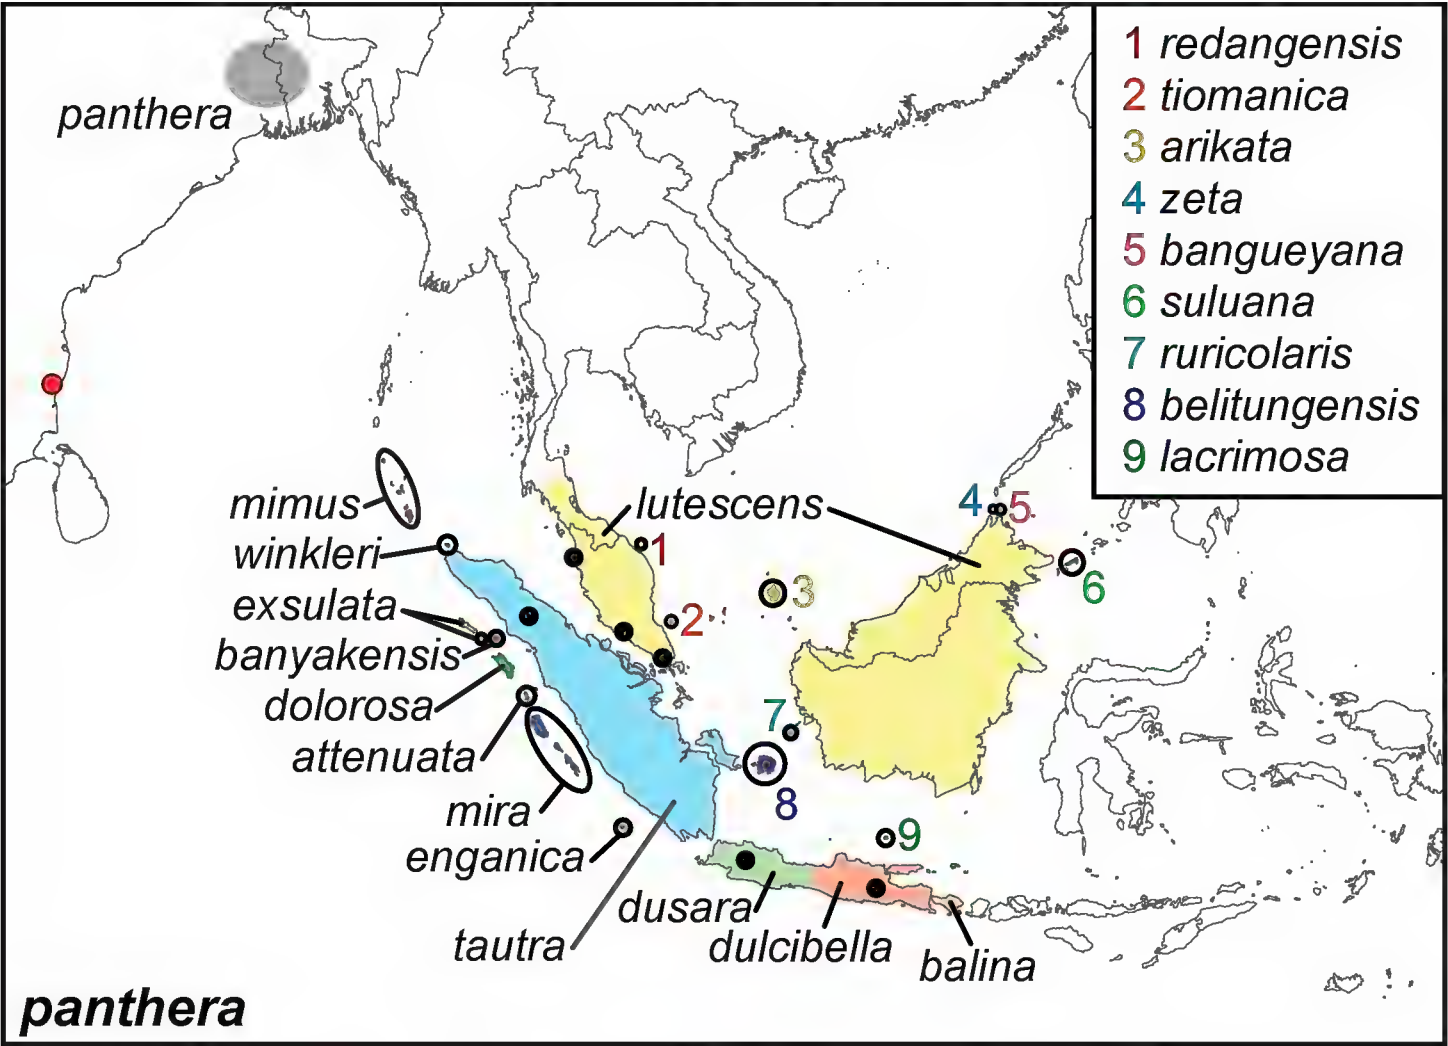 1 redangensis
2 tiomanica
3 arikata
4 zeta
5 bangueyana
6 suluana
7 ruricolaris
8 belitungensis
9 lacrimosa
panthera
mimus
lutescens
4 5
winkleri
1
6
exsulata
3
2
banyakensis
dolorosa
7
attenuata
8
mira
9
enganica
dusara
tautra
dulcibella
balina
panthera